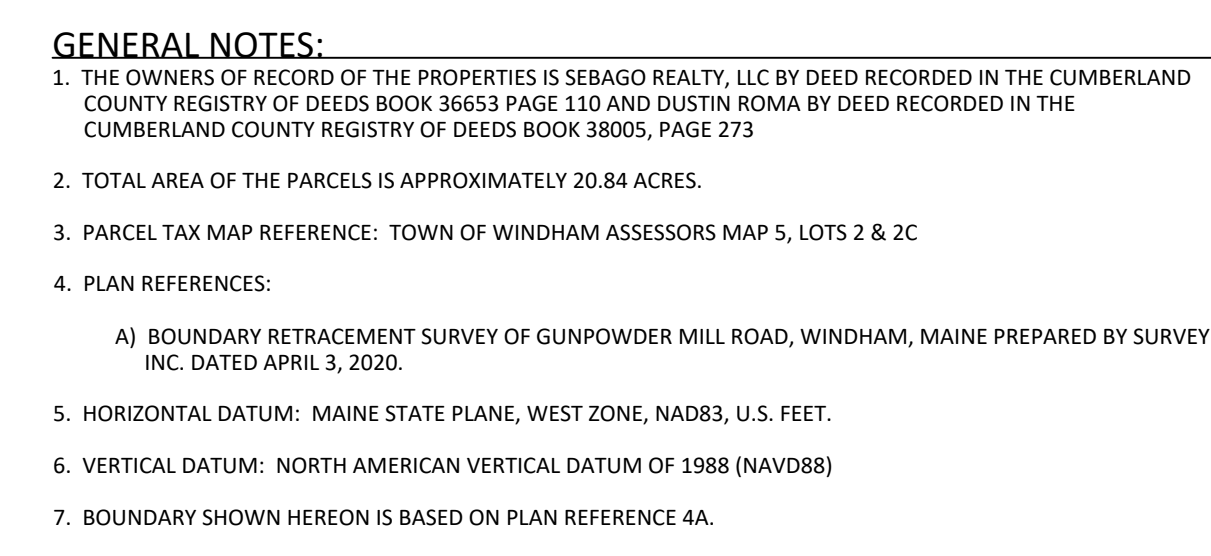 GENERAL NOTES:
1. THE OWNERS OF RECORD OF THE PROPERTIES IS SEBAGO REALTY, LLC BY DEED RECORDED IN THE CUMBERLAND
COUNTY REGISTRY OF DEEDS BOOK 36653 PAGE 110 AND DUSTIN ROMA BY DEED RECORDED IN THE
CUMBERLAND COUNTY REGISTRY OF DEEDS BOOK 38005, PAGE 273
2. TOTAL AREA OF THE PARCELS IS APPROXIMATELY 20.84 ACRES.
3. PARCEL TAX MAP REFERENCE: TOWN OF WINDHAM ASSESSORS MAP 5, LOTS 2 & 2C
4. PLAN REFERENCES:
A) BOUNDARY RETRACEMENT SURVEY OF GUNPOWDER MILL ROAD, WINDHAM, MAINE PREPARED BY SURVEY
INC. DATED APRIL 3, 2020.
5. HORIZONTAL DATUM: MAINE STATE PLANE, WEST ZONE, NAD83, U.S. FEET.
6. VERTICAL DATUM: NORTH AMERICAN VERTICAL DATUM OF 1988 (NAVD88)
7. BOUNDARY SHOWN HEREON IS BASED ON PLAN REFERENCE 4A.